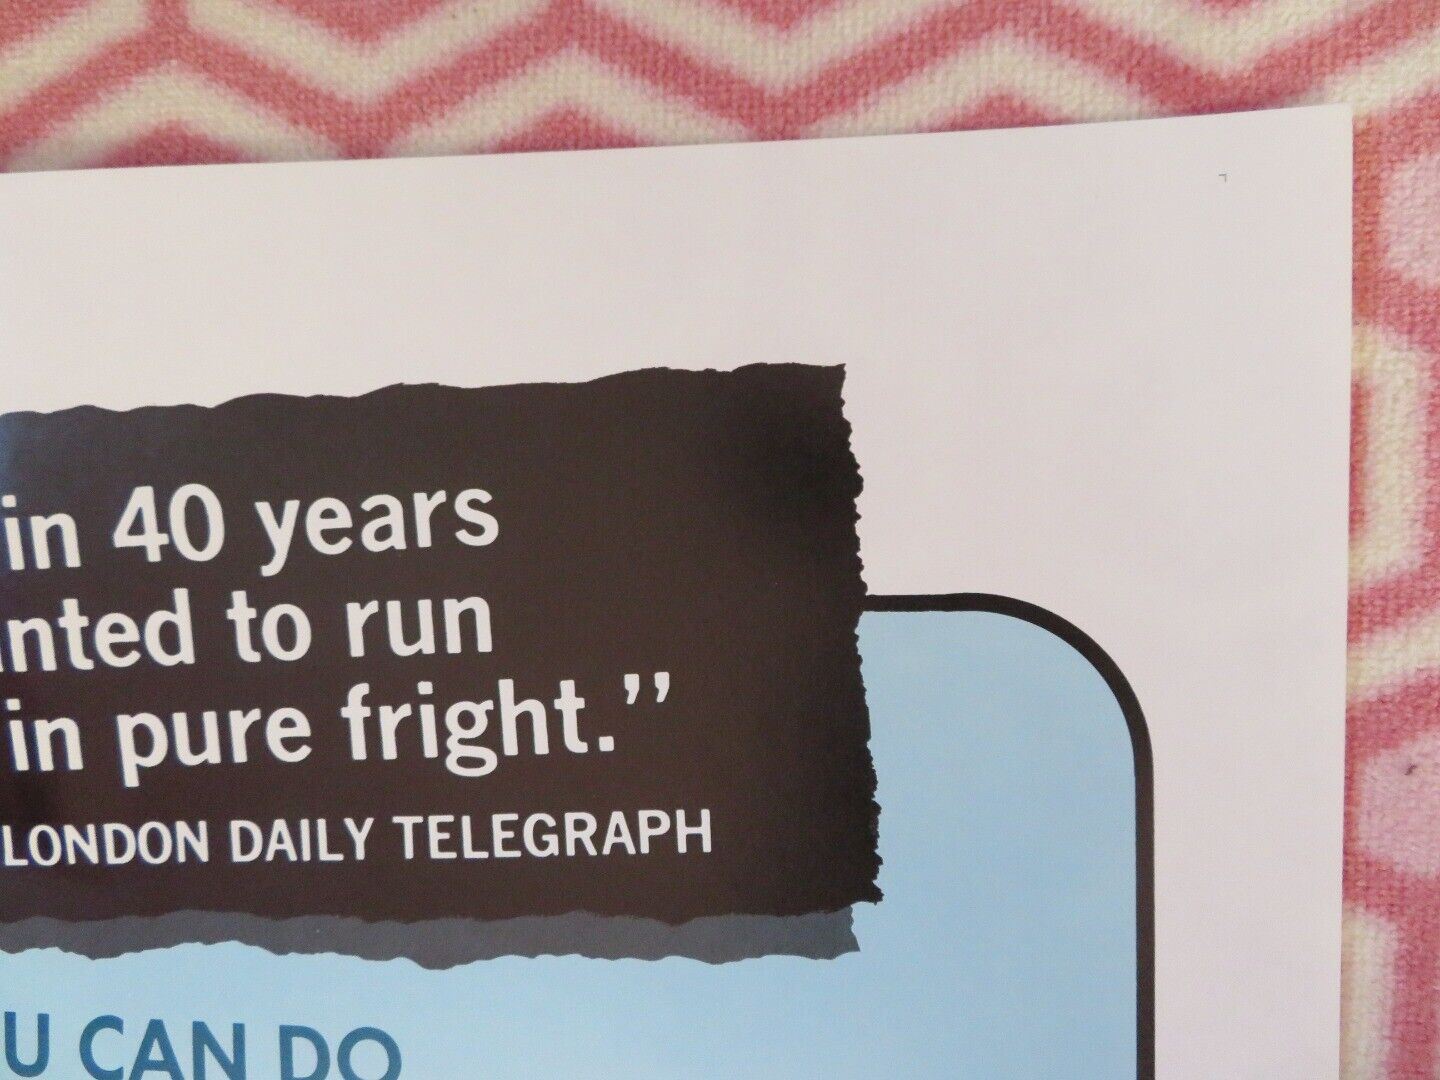 in 40 years
nted to run
in pure fright.”
LONDON DAILY TELEGRAPH
U CAN DO